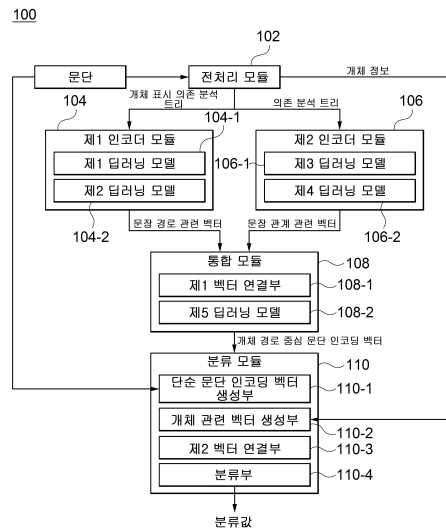 100
102
문단
전처리 모듈
개체 정보
개체 표시 의존 분석
트리
의존 분석 트리
104
104-1
106
제1 인코더 모듈
제1 딥러닝 모델
제2 딥러닝 모델
104-2
106-1
제2 인코더 모듈
제3 딥러닝 모델
제4 딥러닝 모델
106-2
문장 경로 관련 벡터
문장 관계 관련 벡터
통합 모듈
108
제1 벡터 연결부
108-1
제5 딥러닝 모델
108-2
개체 경로 중심 문단 인코딩 벡터
분류 모듈
110
단순 문단 인코딩 벡터
생성부
110-1
개체 관련 벡터 생성부
110-2
제2 벡터 연결부
110-3
분류부
110-4
분류값